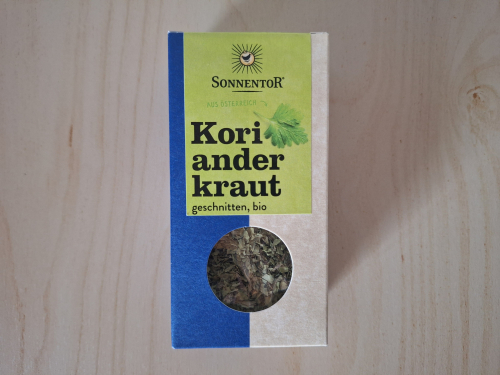 SONNENTOR®
AUS ÖSTERREICH
Kori
ander
kraut
geschnitten, bio